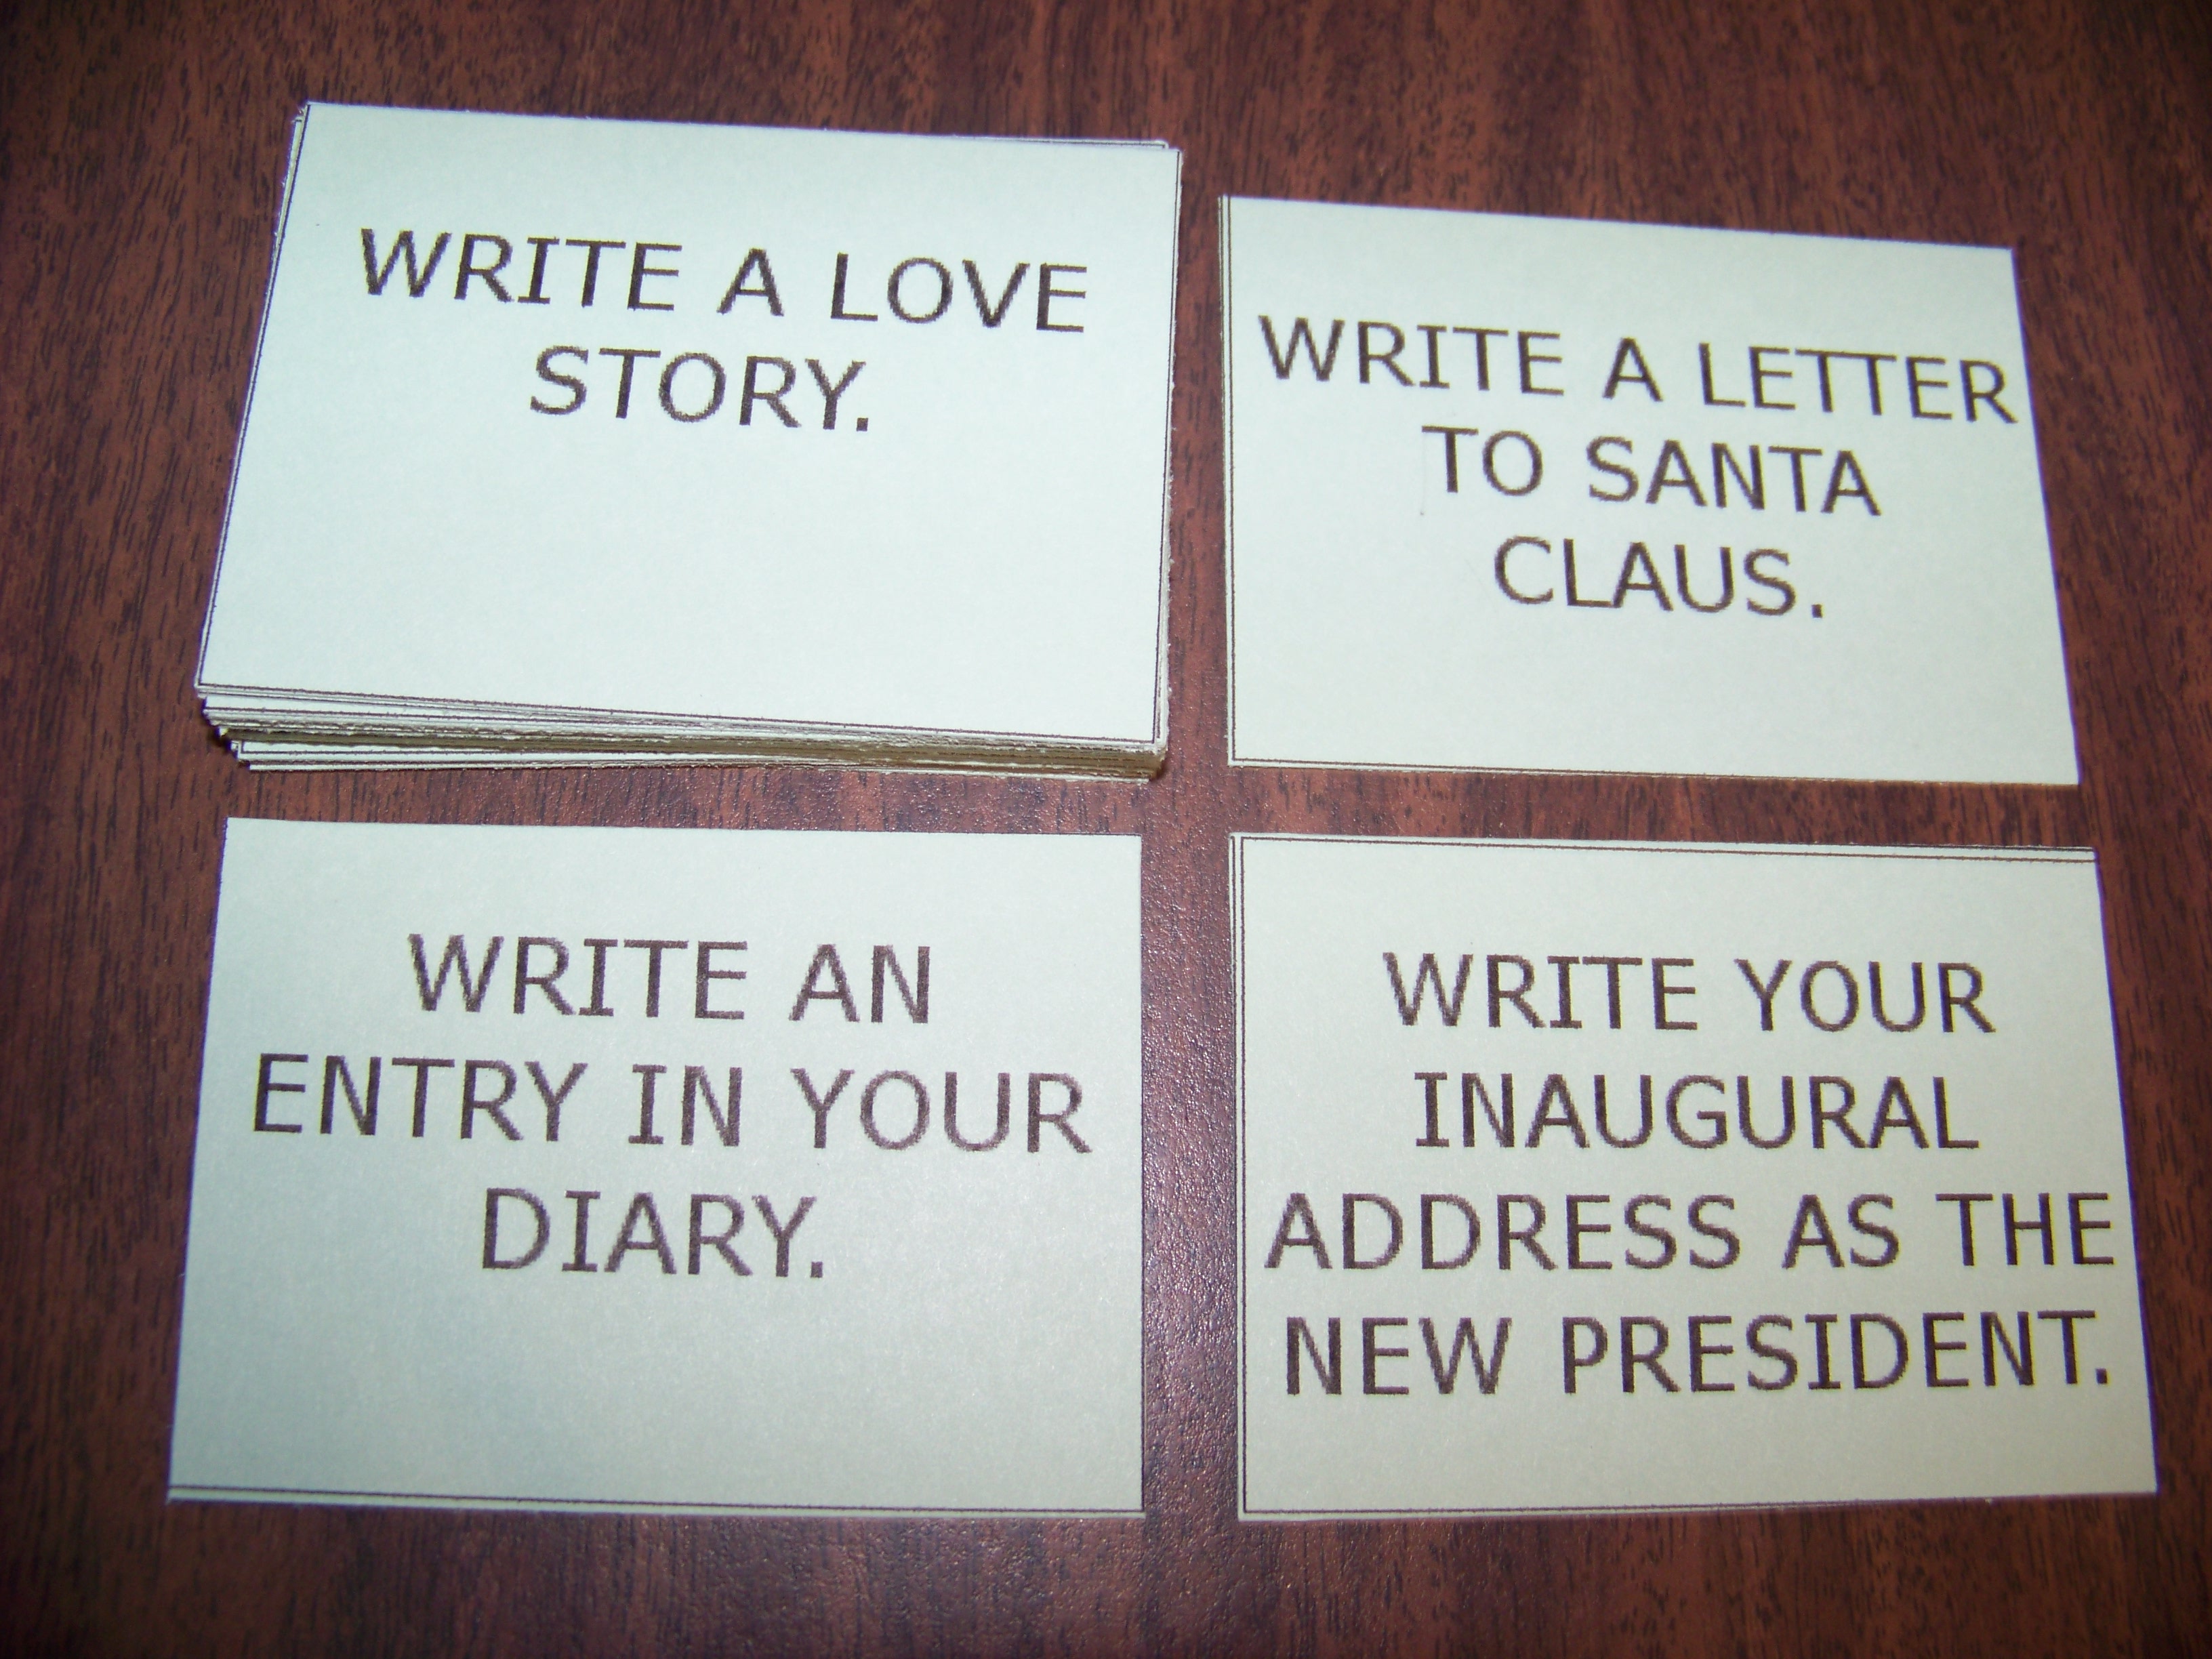 WRITE A LOVE
STORY.
WRITE A LETTER
TO SANTA
CLAUS.
WRITE AN
ENTRY IN YOUR
DIARY.
WRITE YOUR
INAUGURAL
ADDRESS AS THE
NEW PRESIDENT.